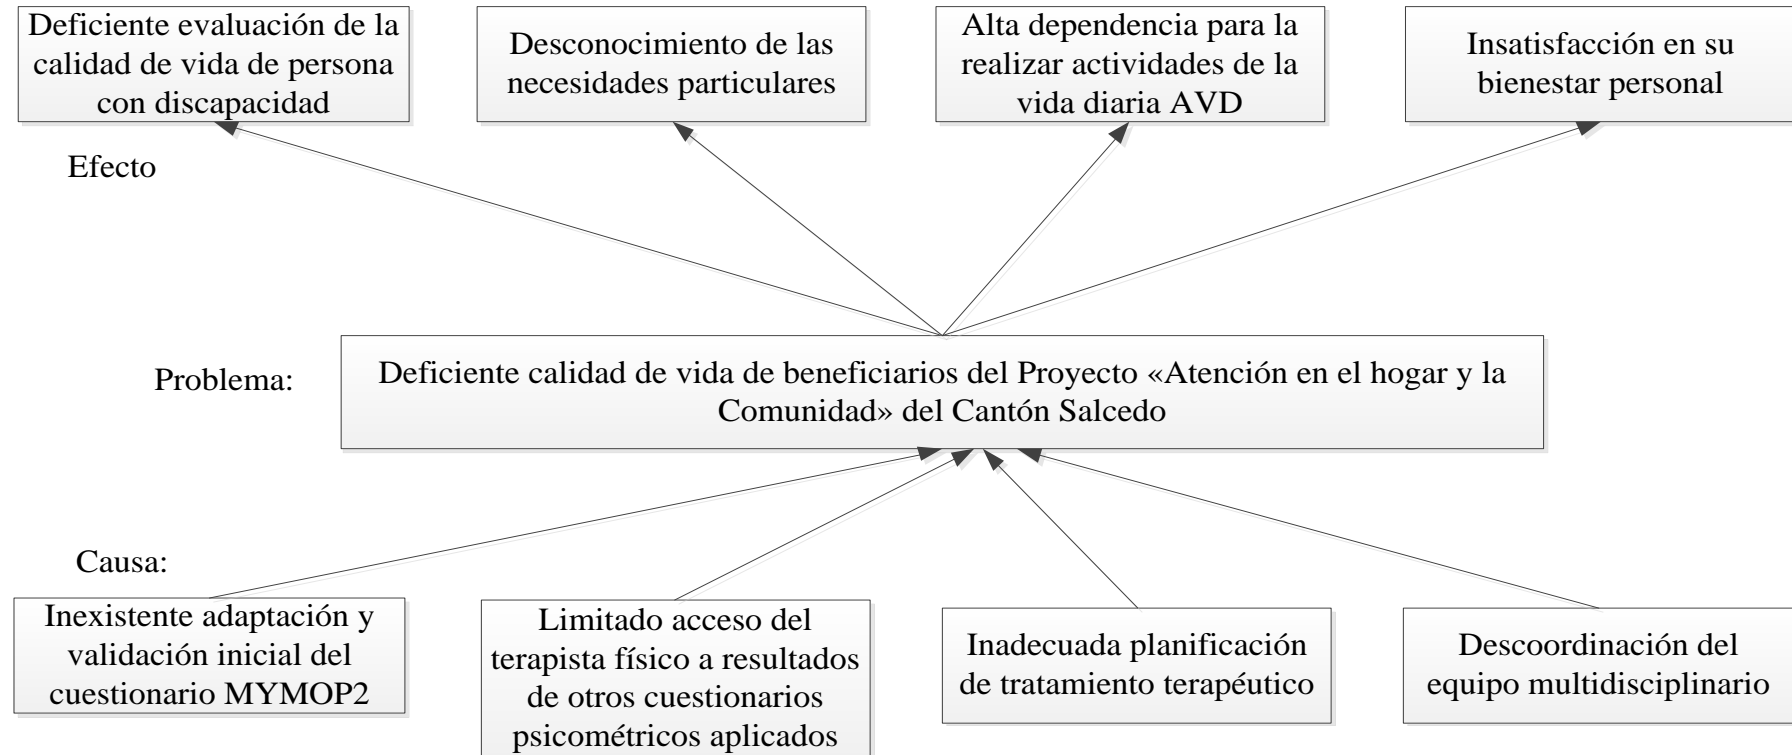 Deficiente evaluación de la
calidad de vida de persona
con discapacidad
Desconocimiento de las
necesidades particulares
Alta dependencia para la
realizar actividades de la
vida diaria AVD
Insatisfacción en su
bienestar personal
Efecto
Problema:
Deficiente calidad de vida de beneficiarios del Proyecto «Atención en el hogar y la
Comunidad» del Cantón Salcedo
Causa:
Inexistente adaptación y
validación inicial del
cuestionario MYMOP2
Limitado acceso del
terapista físico a resultados
de otros cuestionarios
psicométricos aplicados
Inadecuada planificación
de tratamiento terapéutico
Descoordinación del
equipo multidisciplinario